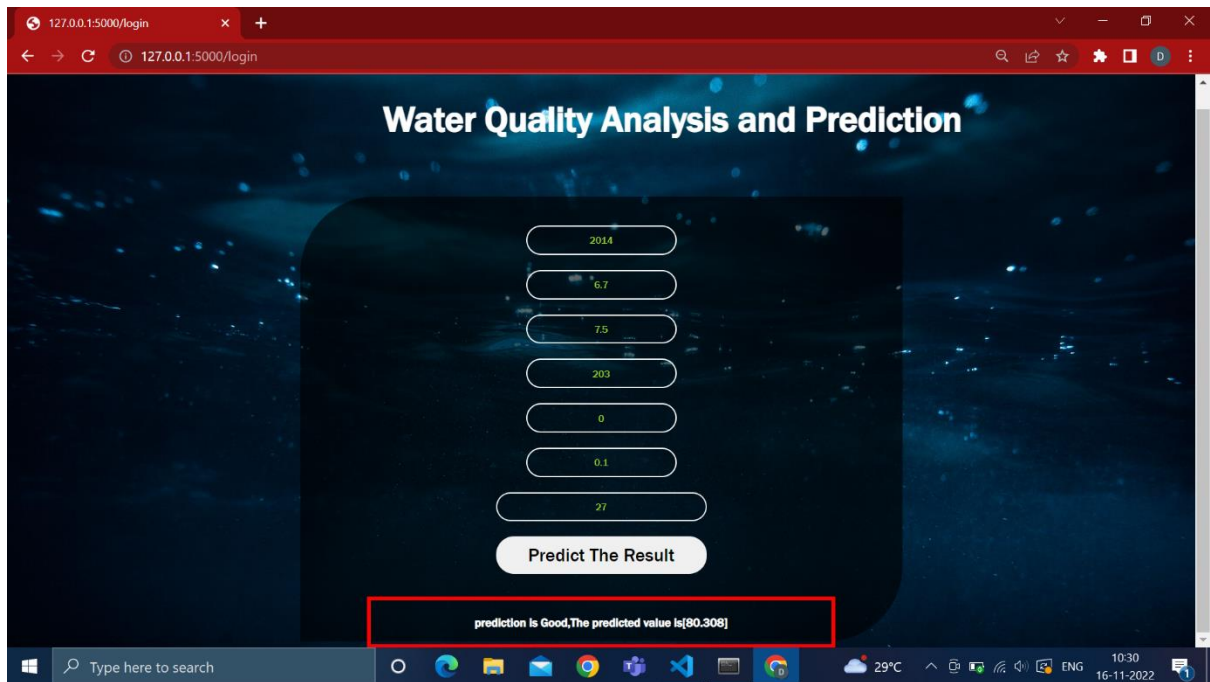 127.0.0.1:5000/login
127.0.0.1:5000/login
D
Water Quality Analysis and Prediction
2014
6.7
7.5
203
0
0.1
27
Predict The Result
prediction is Good,The predicted value is[80.308]
Type here to search
29°C
ENG
10:30
16-11-2022
1